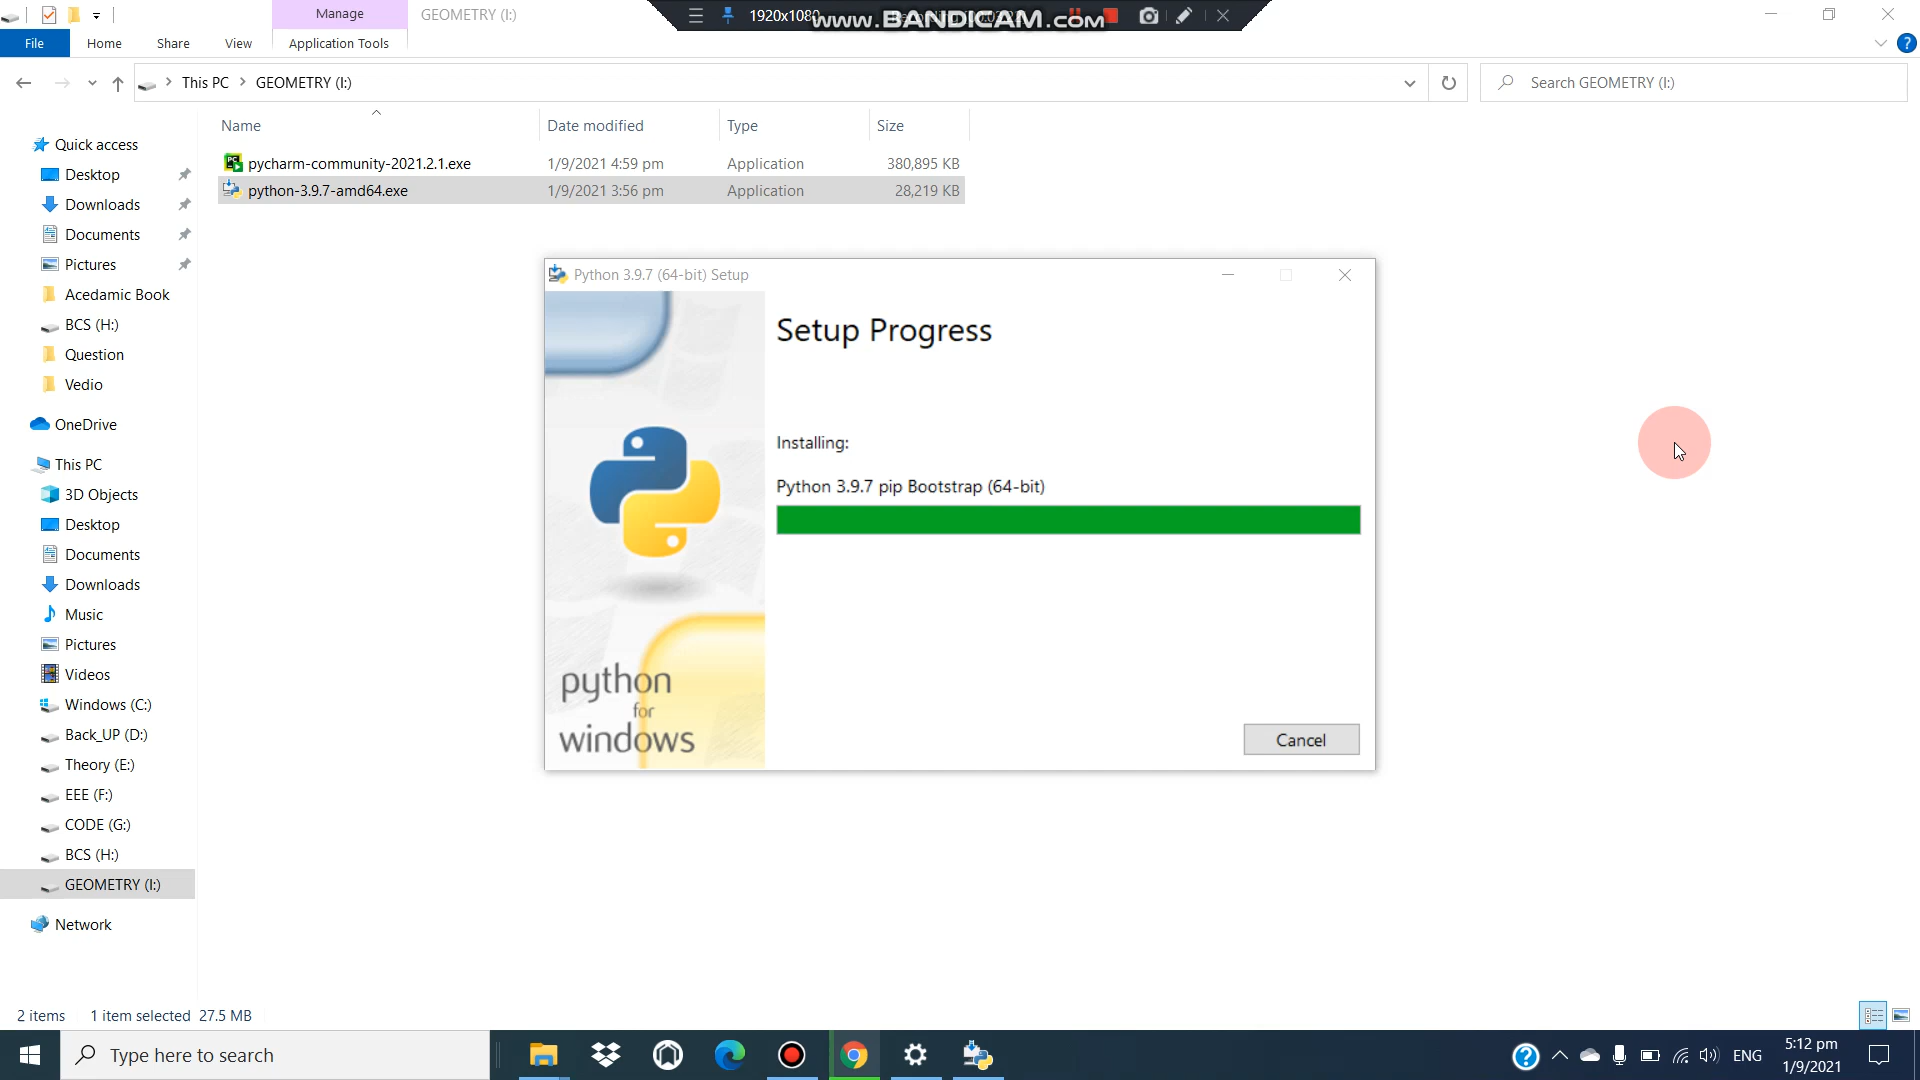 Manage
GEOMETRY (I:)
1920x1080
www.BANDICAM.com
File
Home
Share
View
Application Tools
This PC
GEOMETRY (I:)
Search GEOMETRY (I:)
Name
Date modified
Type
Size
pycharm-community-2021.2.1.exe
1/9/2021 4:59 pm
Application
380,895 KB
python-3.9.7-amd64.exe
1/9/2021 3:56 pm
Application
28,219 KB
Quick access
Desktop
Downloads
Documents
Pictures
Acedamic Book
BCS (H:)
Question
Vedio
OneDrive
This PC
3D Objects
Desktop
Documents
Downloads
Music
Pictures
Videos
Windows (C:)
Back_UP (D:)
Theory (E:)
EEE (F:)
CODE (G:)
BCS (H:)
GEOMETRY (I:)
Network
Python 3.9.7 (64-bit) Setup
Setup Progress
Installing:
Python 3.9.7 pip Bootstrap (64-bit)
python
for
windows
Cancel
2 items
1 item selected 27.5 MB
Type here to search
ENG
5:12 pm
1/9/2021